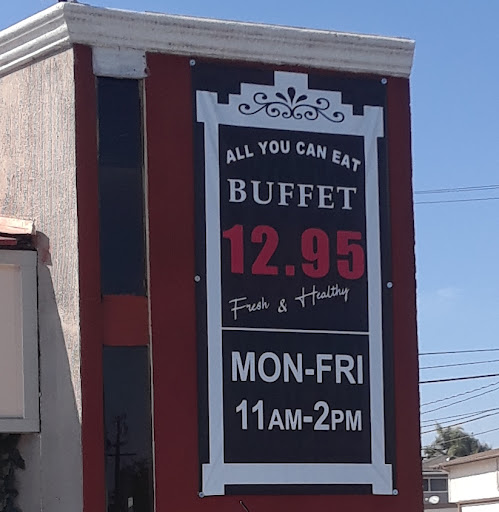 ALL YOU CAN EAT
BUFFET
12.95
Fresh & Healthy
MON-FRI
11AM-2PM